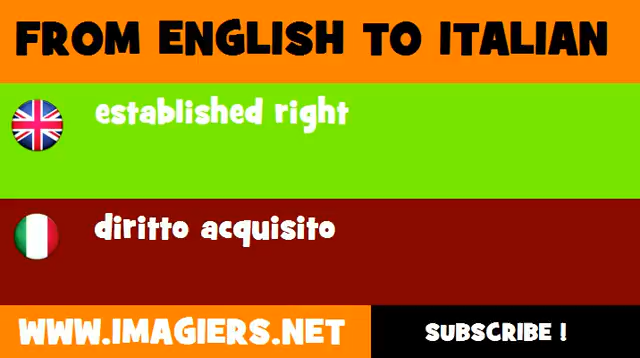 FROM ENGLISH TO ITALIAN
established right
diritto acquisito
WWW.IMAGIERS.NET
SUBSCRIBE !